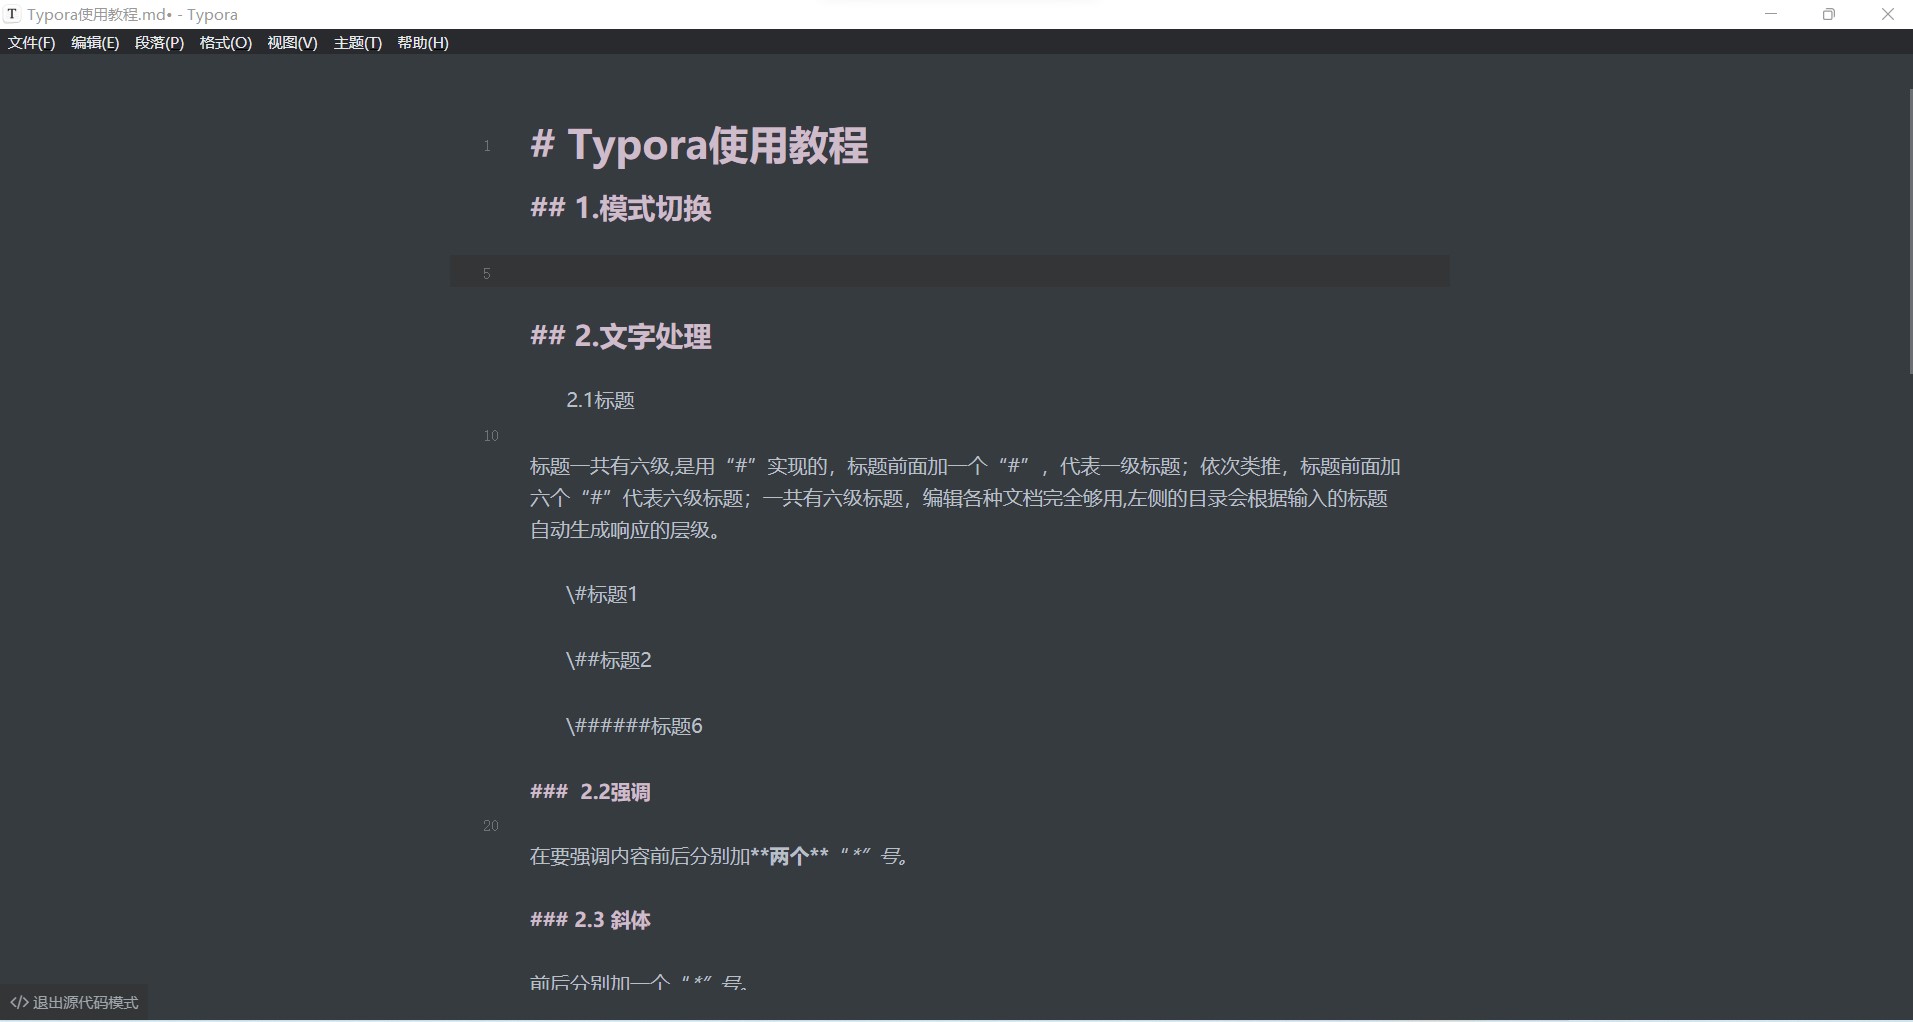 Typora使用教程.md• - Typora
文件(F) 编辑(E) 段落(P) 格式(O) 视图(V) 主题(T) 帮助(H)
1 # Typora使用教程
## 1.模式切换
5
## 2.文字处理
2.1标题
10
标题一共有六级,是用“#”实现的，标题前面加一个“#”，代表一级标题；依次类推，标题前面加
六个“#”代表六级标题；一共有六级标题，编辑各种文档完全够用,左侧的目录会根据输入的标题
自动生成响应的层级。
\#标题1
\##标题2
\######标题6
###  2.2强调
20
在要强调内容前后分别加**两个**“*”号。
### 2.3 斜体
前后分别加一个“*”号。
</> 退出源代码模式